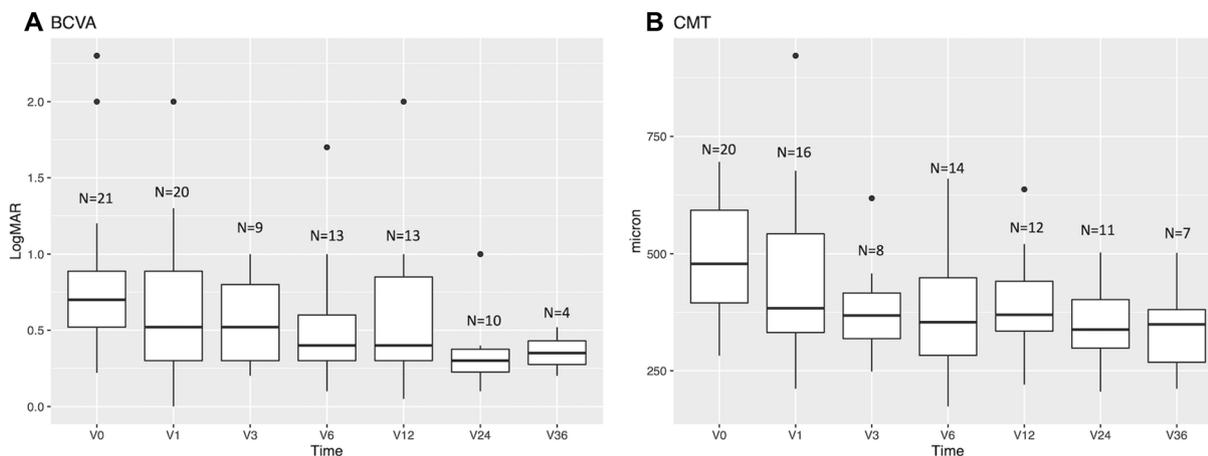 A BCVA
2.0
1.5
1.0
0.5
0.0
LogMAR
N=21
N=20
N=9
N=13
N=13
N=10
N=4
V0 V1 V3 V6 V12 V24 V36
Time
B CMT
750
500
250
micron
N=20
N=16
N=8
N=14
N=12
N=11
N=7
V0 V1 V3 V6 V12 V24 V36
Time